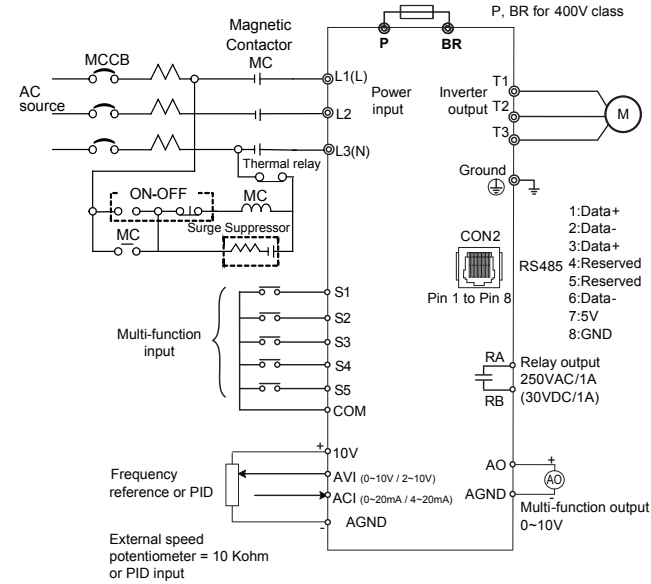 P, BR for 400V class
P
BR
Magnetic
Contactor
MC
MCCB
AC
source
L1(L)
L2
L3(N)
Power
input
Inverter
output
T1
T2
T3
M
Thermal relay
ON-OFF
MC
Surge Suppressor
MC
Ground
CON2
RS485
Pin 1 to Pin 8
1:Data+
2:Data-
3:Data+
4:Reserved
5:Reserved
6:Data-
7:5V
8:GND
Multi-function
input
S1
S2
S3
S4
S5
COM
RA
RB
Relay output
250VAC/1A
(30VDC/1A)
Frequency
reference or PID
+
10V
AVI (0~10V / 2~10V)
ACI (0~20mA / 4~20mA)
-
AGND
AO
AGND
+
AO
-
Multi-function output
0~10V
External speed
potentiometer = 10 Kohm
or PID input